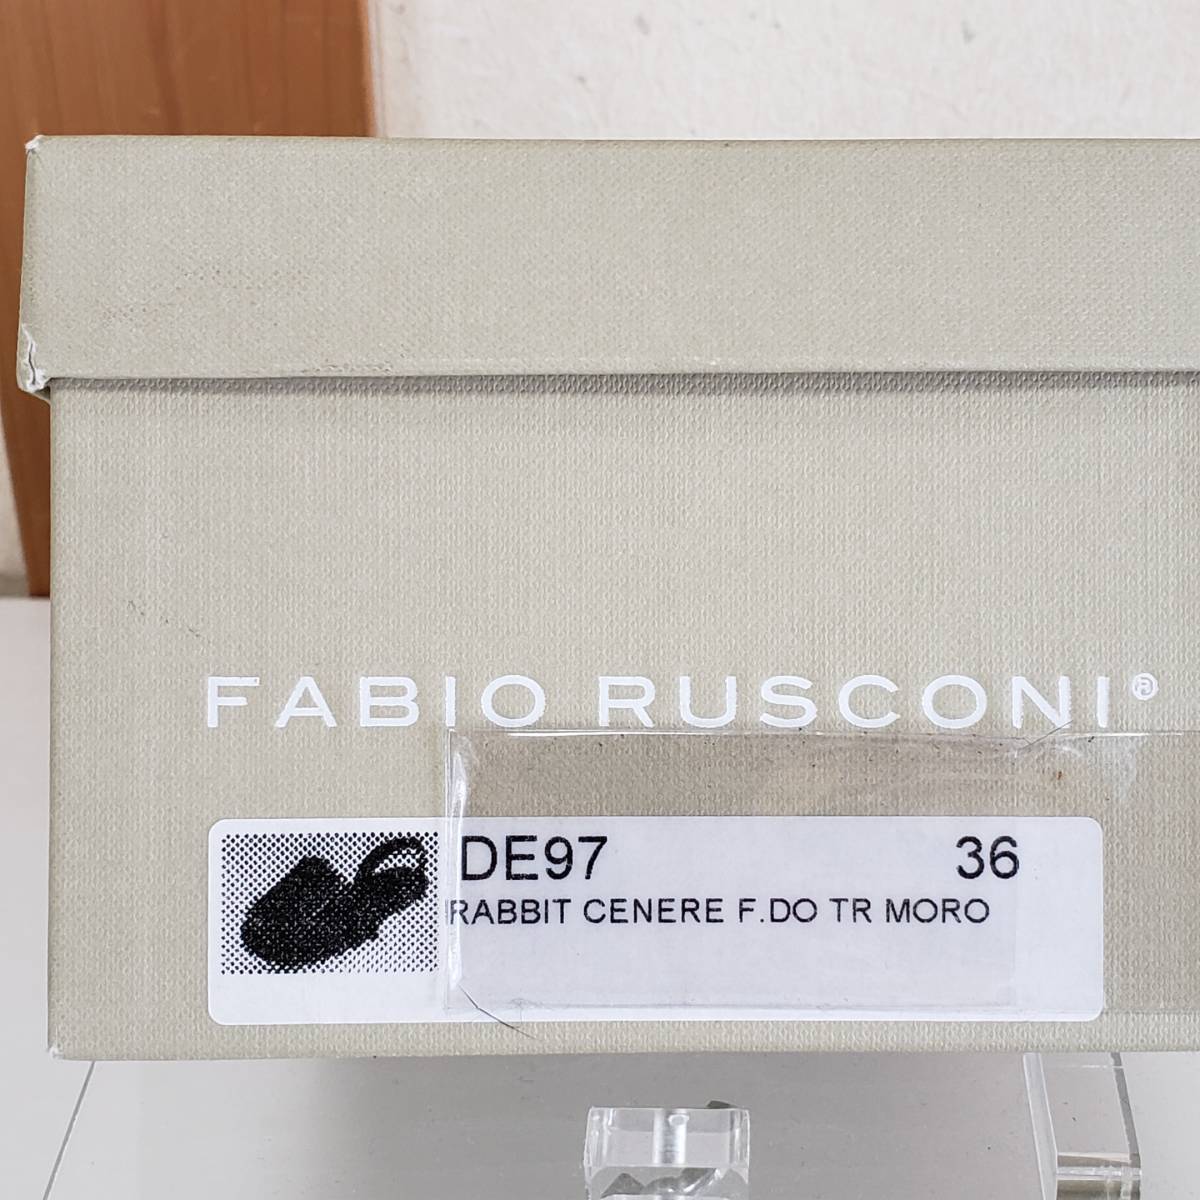 FABIO RUSCONI®
DE97 36
RABBIT CENERE F.DO TR MORO